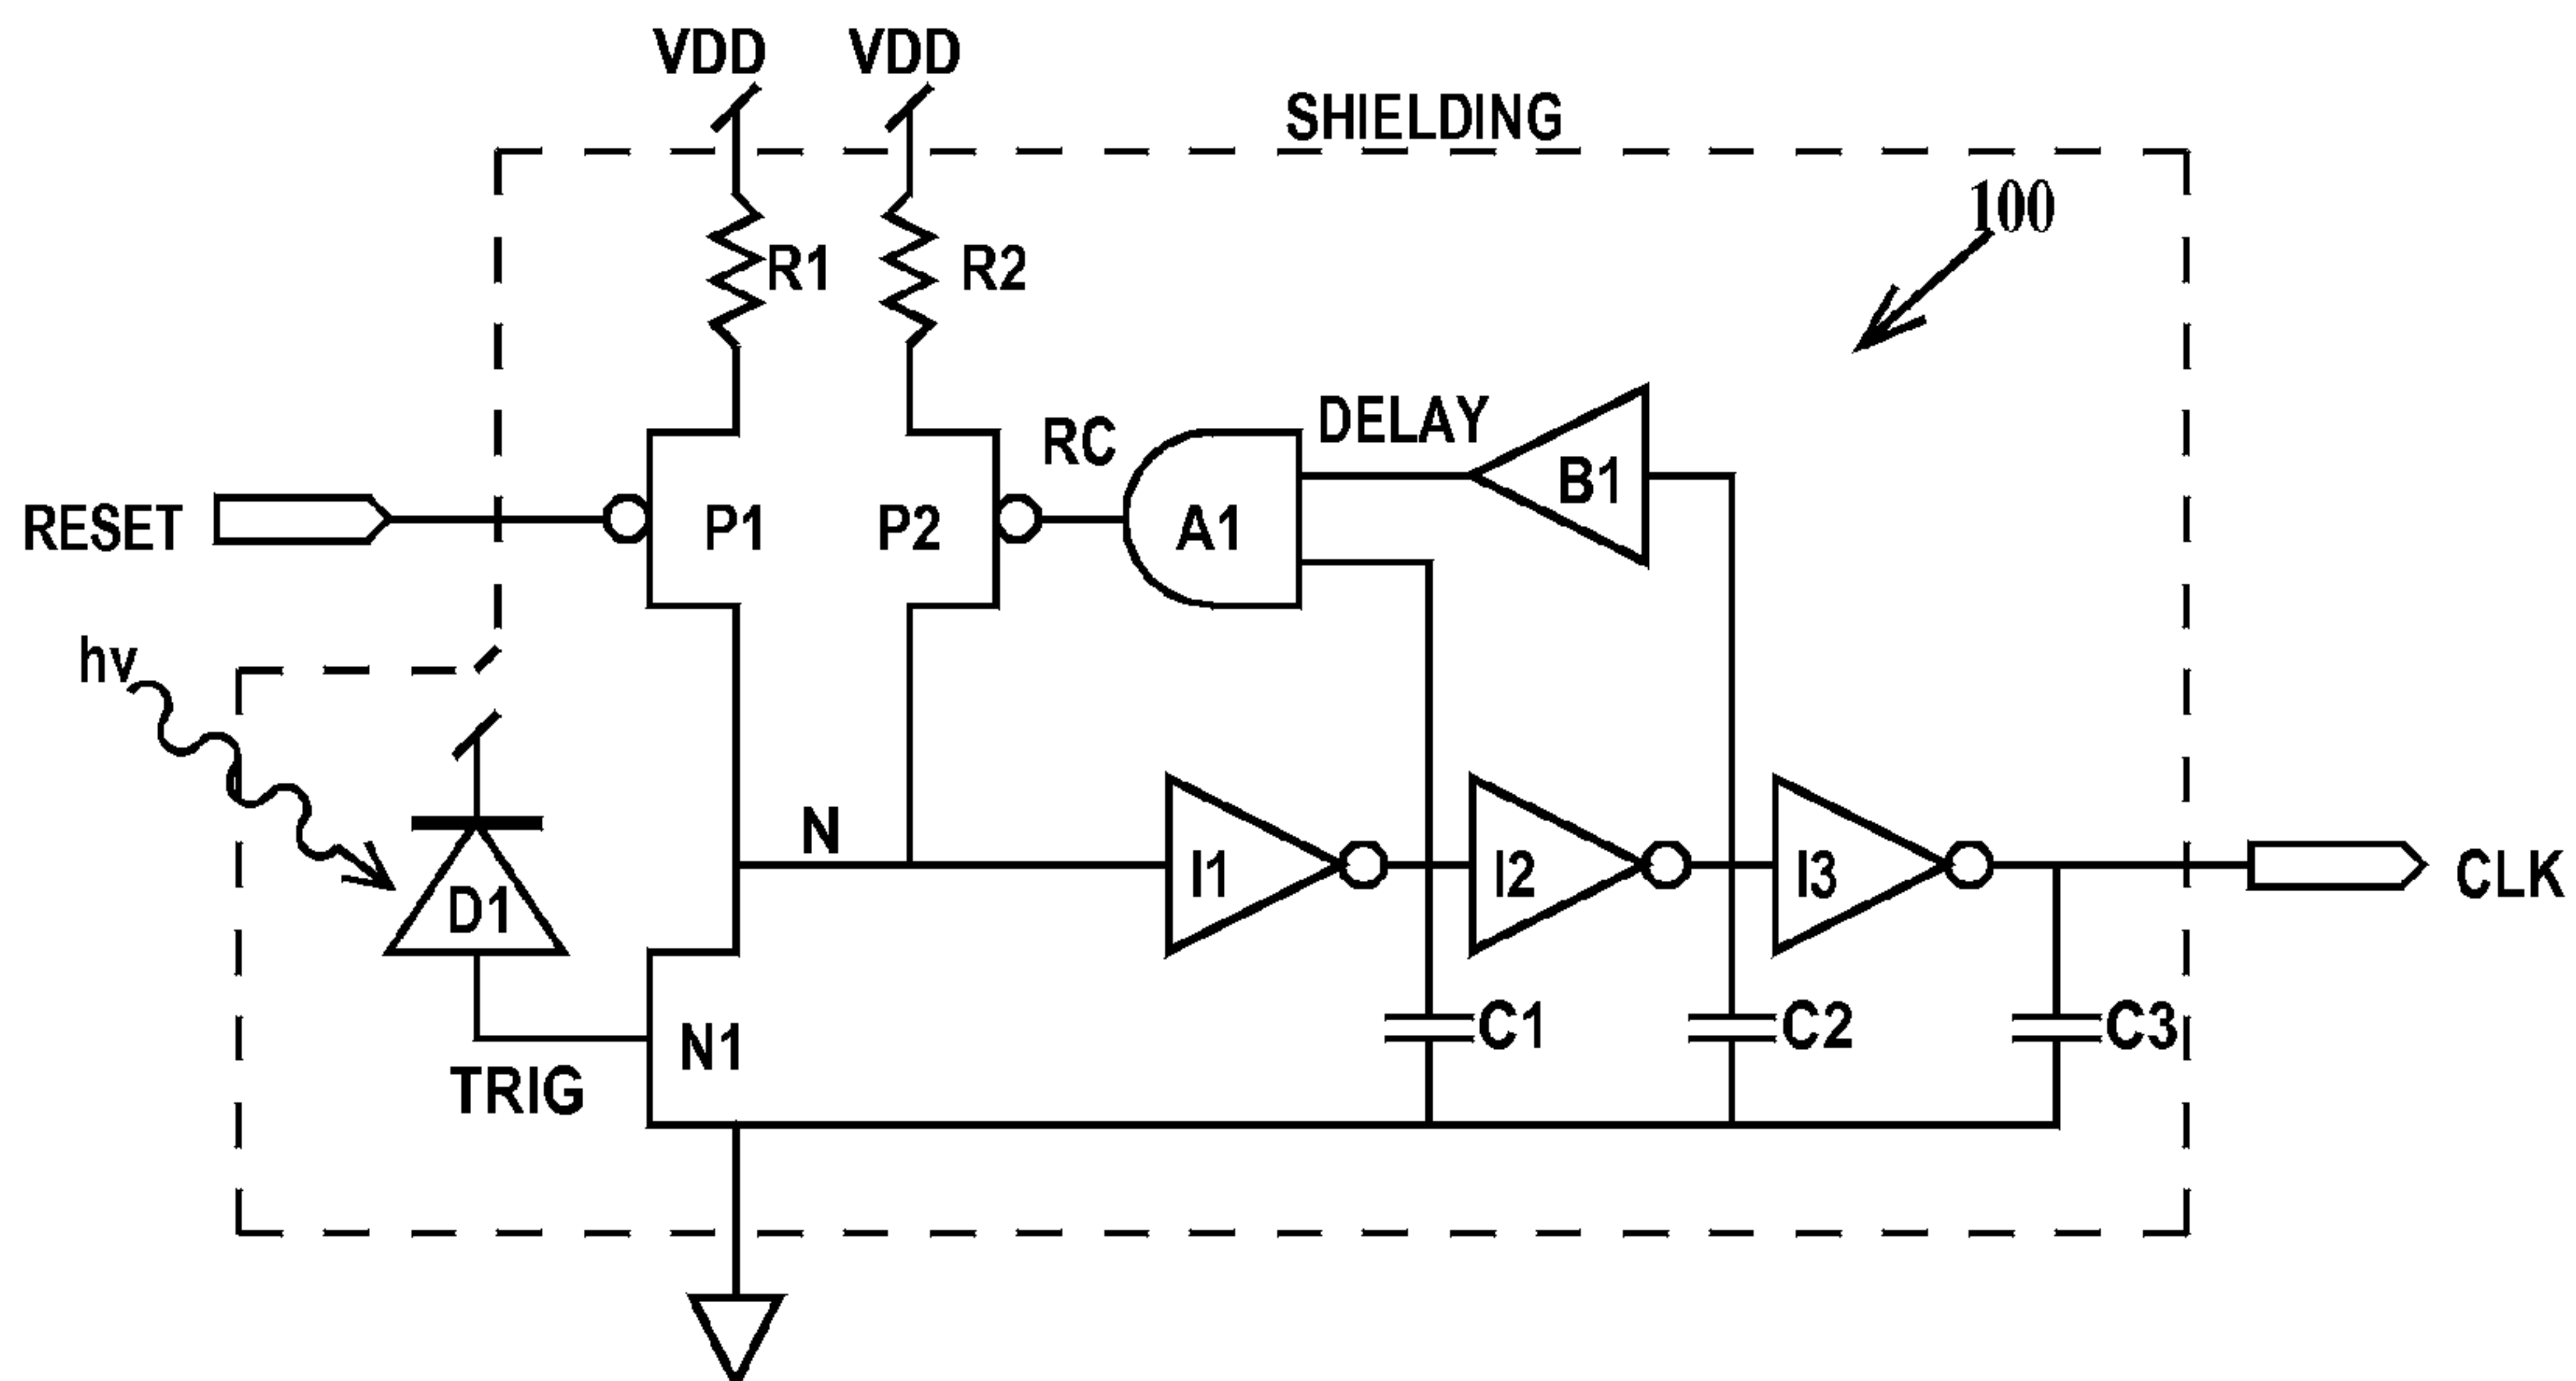 VDD VDD
SHIELDING
100
R1 R2
DELAY
RC
B1
RESET P1 P2 A1
hv
N
I1 I2 I3 CLK
D1
C1 C2 C3
N1
TRIG